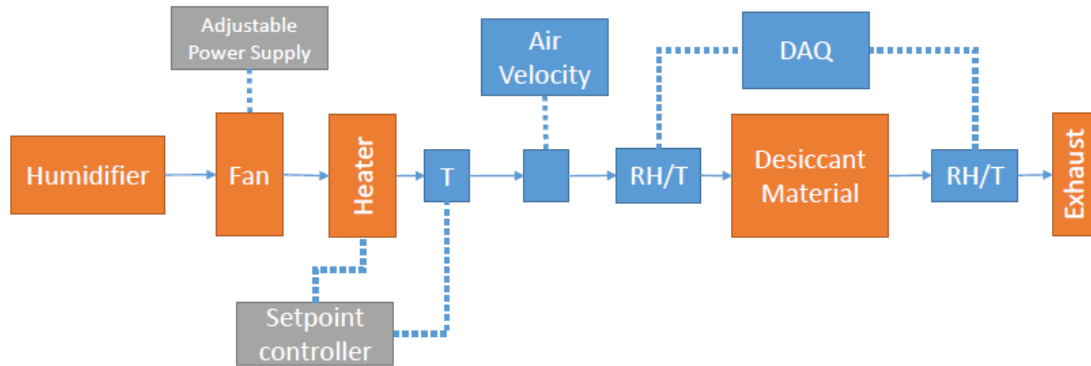 Adjustable
Power Supply
Air
Velocity
DAQ
Humidifier
Fan
Heater
T
RH/T
Desiccant
Material
RH/T
Exhaust
Setpoint
controller